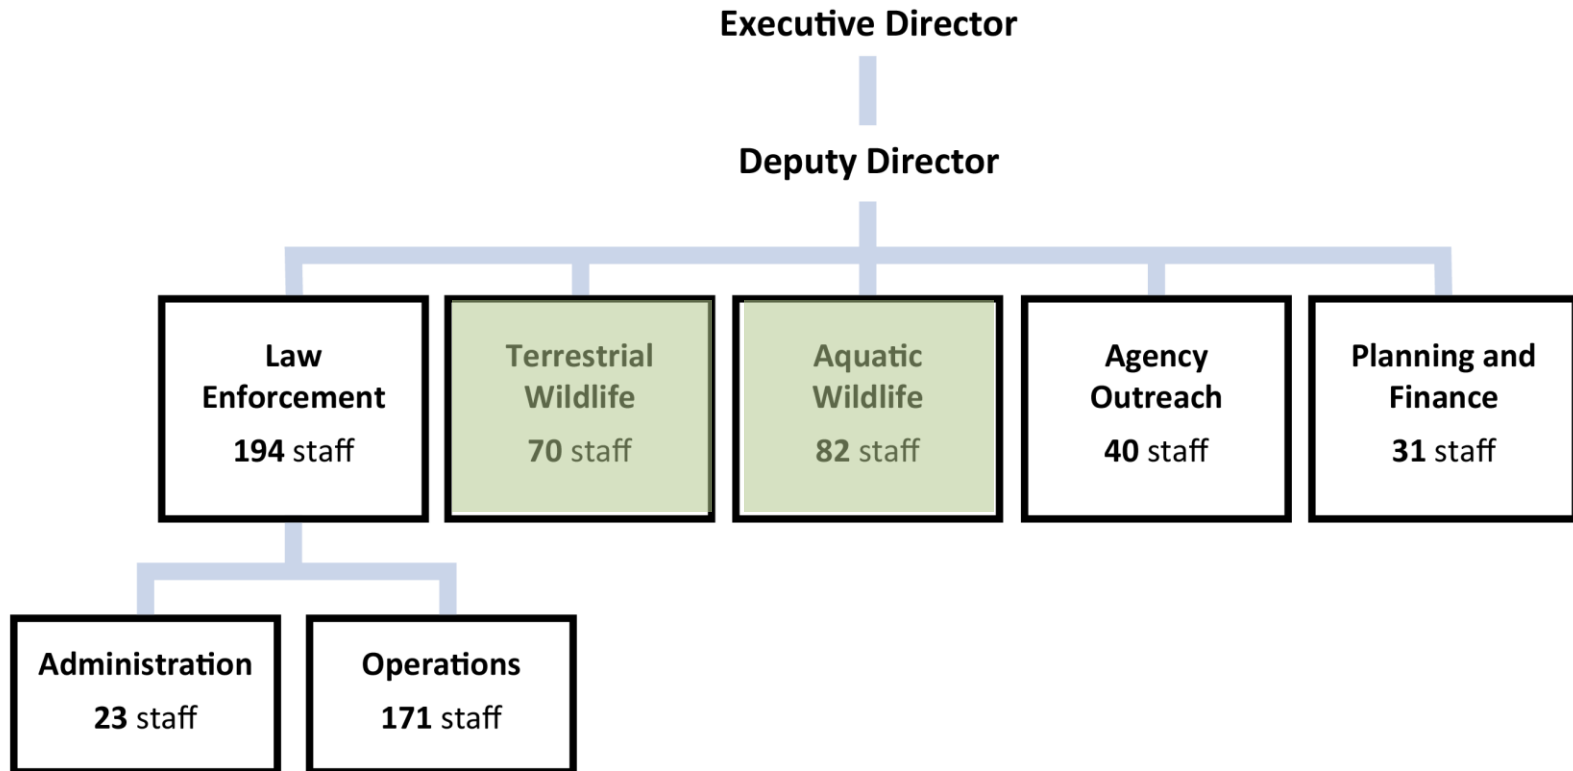 Executive Director
Deputy Director
Law
Enforcement
194 staff
Terrestrial
Wildlife
70 staff
Aquatic
Wildlife
82 staff
Agency
Outreach
40 staff
Planning and
Finance
31 staff
Administration
23 staff
Operations
171 staff